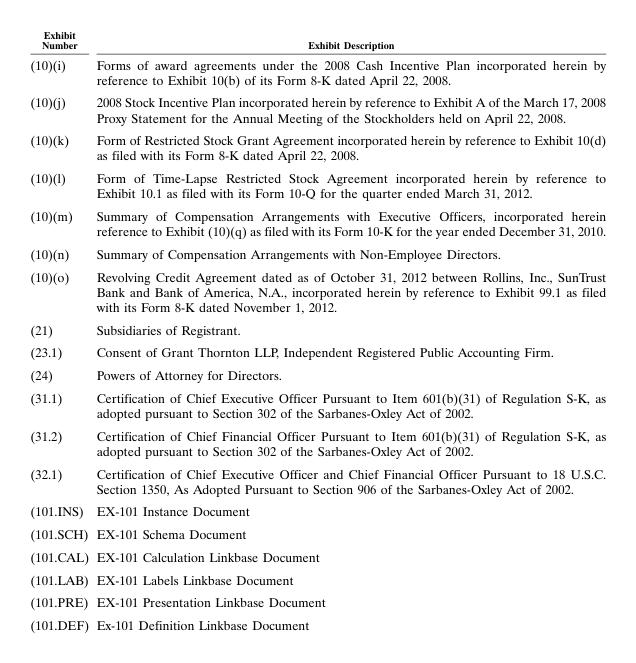 Exhibit
Number Exhibit Description
(10)(i) Forms of award agreements under the 2008 Cash Incentive Plan incorporated herein by
reference to Exhibit 10(b) of its Form 8-K dated April 22, 2008.
(10)(j) 2008 Stock Incentive Plan incorporated herein by reference to Exhibit A of the March 17, 2008
Proxy Statement for the Annual Meeting of the Stockholders held on April 22, 2008.
(10)(k) Form of Restricted Stock Grant Agreement incorporated herein by reference to Exhibit 10(d)
as filed with its Form 8-K dated April 22, 2008.
(10)(l) Form of Time-Lapse Restricted Stock Agreement incorporated herein by reference to
Exhibit 10.1 as filed with its Form 10-Q for the quarter ended March 31, 2012.
(10)(m) Summary of Compensation Arrangements with Executive Officers, incorporated herein
reference to Exhibit (10)(q) as filed with its Form 10-K for the year ended December 31, 2010.
(10)(n) Summary of Compensation Arrangements with Non-Employee Directors.
(10)(o) Revolving Credit Agreement dated as of October 31, 2012 between Rollins, Inc., SunTrust
Bank and Bank of America, N.A., incorporated herein by reference to Exhibit 99.1 as filed
with its Form 8-K dated November 1, 2012.
(21) Subsidiaries of Registrant.
(23.1) Consent of Grant Thornton LLP, Independent Registered Public Accounting Firm.
(24) Powers of Attorney for Directors.
(31.1) Certification of Chief Executive Officer Pursuant to Item 601(b)(31) of Regulation S-K, as
adopted pursuant to Section 302 of the Sarbanes-Oxley Act of 2002.
(31.2) Certification of Chief Financial Officer Pursuant to Item 601(b)(31) of Regulation S-K, as
adopted pursuant to Section 302 of the Sarbanes-Oxley Act of 2002.
(32.1) Certification of Chief Executive Officer and Chief Financial Officer Pursuant to 18 U.S.C.
Section 1350, As Adopted Pursuant to Section 906 of the Sarbanes-Oxley Act of 2002.
(101.INS) EX-101 Instance Document
(101.SCH) EX-101 Schema Document
(101.CAL) EX-101 Calculation Linkbase Document
(101.LAB) EX-101 Labels Linkbase Document
(101.PRE) EX-101 Presentation Linkbase Document
(101.DEF) Ex-101 Definition Linkbase Document